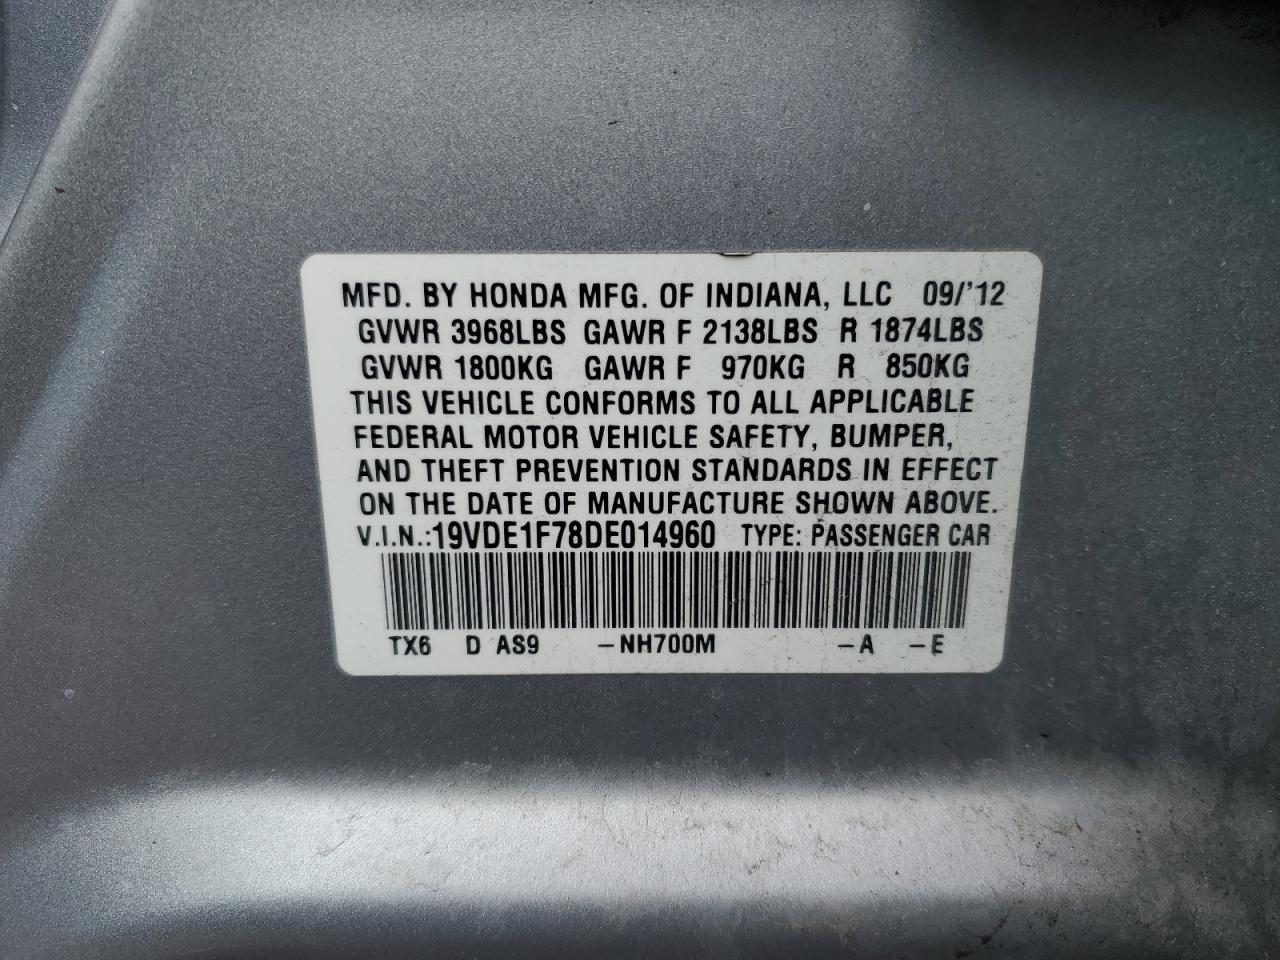 MFD. BY HONDA MFG. OF INDIANA, LLC 09/'12
GVWR 3968LBS GAWR F 2138LBS R 1874LBS
GVWR 1800KG GAWR F 970KG R 850KG
THIS VEHICLE CONFORMS TO ALL APPLICABLE
FEDERAL MOTOR VEHICLE SAFETY, BUMPER,
AND THEFT PREVENTION STANDARDS IN EFFECT
ON THE DATE OF MANUFACTURE SHOWN ABOVE.
V.I.N.:19VDE1F78DE014960 TYPE: PASSENGER CAR
TX6 D AS9 –NH700M –A –E